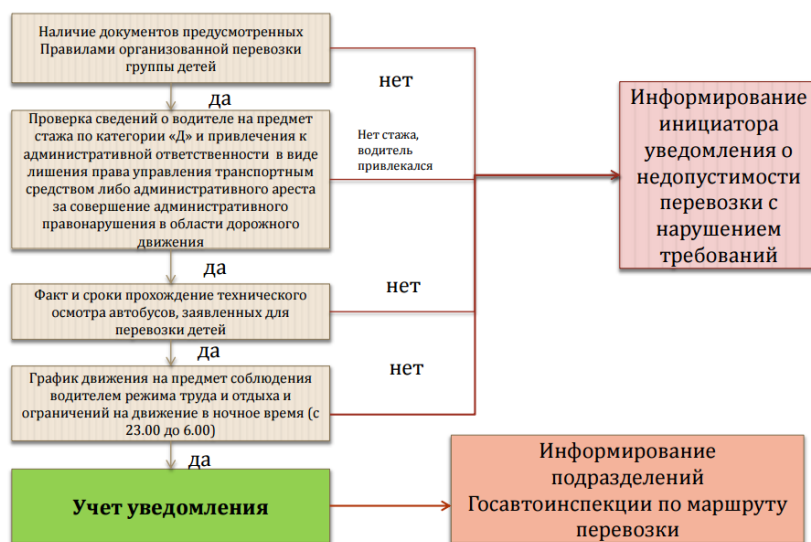 Наличие документов предусмотренных
Правилами организованной перевозки
группы детей
нет
да
Проверка сведений о водителе на предмет
стажа по категории «Д» и привлечения к
административной ответственности в виде
лишения права управления транспортным
средством либо административного ареста
за совершение административного
правонарушения в области дорожного
движения
Нет стажа,
водитель
привлекался
Информирование
инициатора
уведомления о
недопустимости
перевозки с
нарушением
требований
да
Факт и сроки прохождение технического
осмотра автобусов, заявленных для
перевозки детей
нет
да
График движения на предмет соблюдения
водителем режима труда и отдыха и
ограничений на движение в ночное время (с
23.00 до 6.00)
нет
да
Учет уведомления
Информирование
подразделений
Госавтоинспекции по маршруту
перевозки